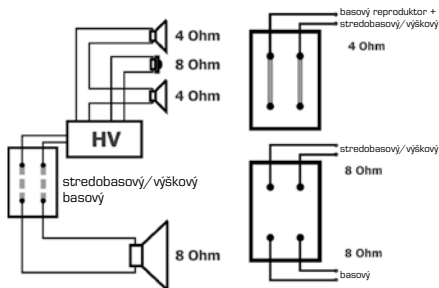 4 Ohm
8 Ohm
4 Ohm
HV
stredobasový/výškový
basový
8 Ohm
basový reproduktor +
stredobasový/výškový
4 Ohm
stredobasový/výškový
8 Ohm
8 Ohm
basový